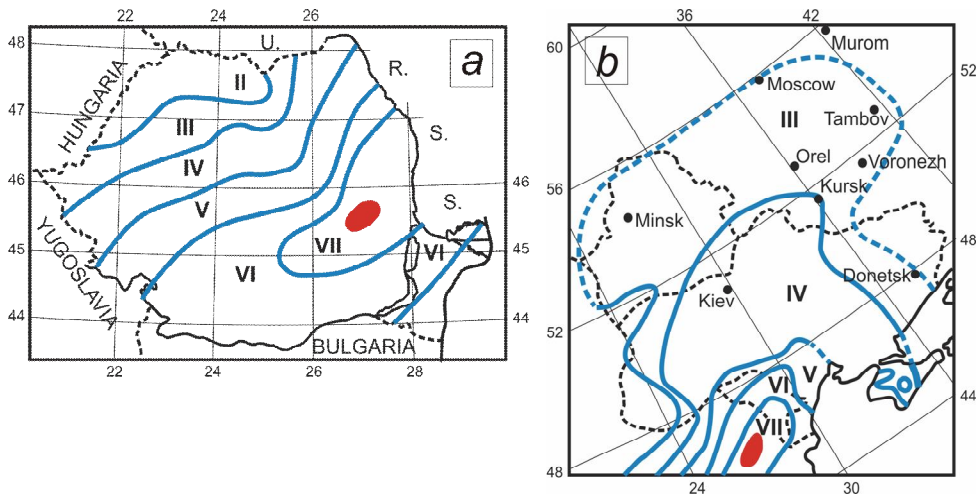 22
24
26
48
47
46
45
44
46
45
44
22
24
26
28
a
U.
R.
S.
S.
HUNGARIA
YUGOSLAVIA
BULGARIA
II
III
IV
V
VI
VII
VI
36
42
60
56
52
48
52
48
44
24
30
b
Murom
Moscow
III
Tambov
Orel
Voronezh
Kursk
Minsk
Donetsk
Kiev
IV
V
VI
VII